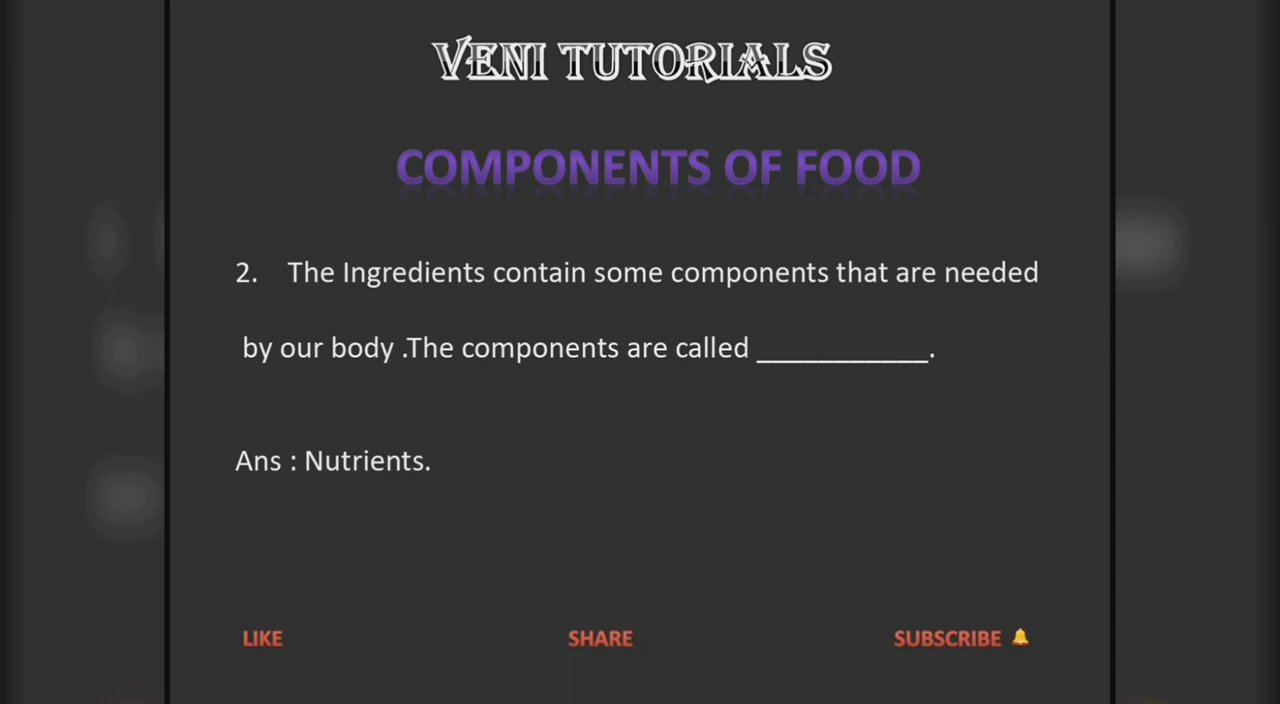 VENI TUTORIALS
COMPONENTS OF FOOD
2. The Ingredients contain some components that are needed
by our body .The components are called ___________.
Ans : Nutrients.
LIKE SHARE SUBSCRIBE 🔔